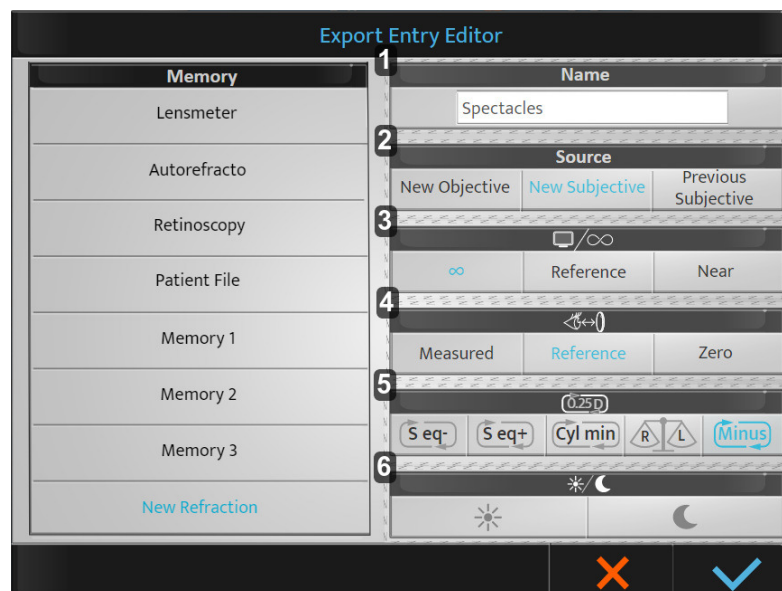 Export Entry Editor
Memory
Lensmeter
Autorefracto
Retinoscopy
Patient File
Memory 1
Memory 2
Memory 3
New Refraction
1
Name
Spectacles
2
Source
New Objective New Subjective Previous Subjective
3
/∞
∞ Reference Near
4
Measured Reference Zero
5
0.25 D
S eq- S eq+ Cyl min R L Minus
6
/